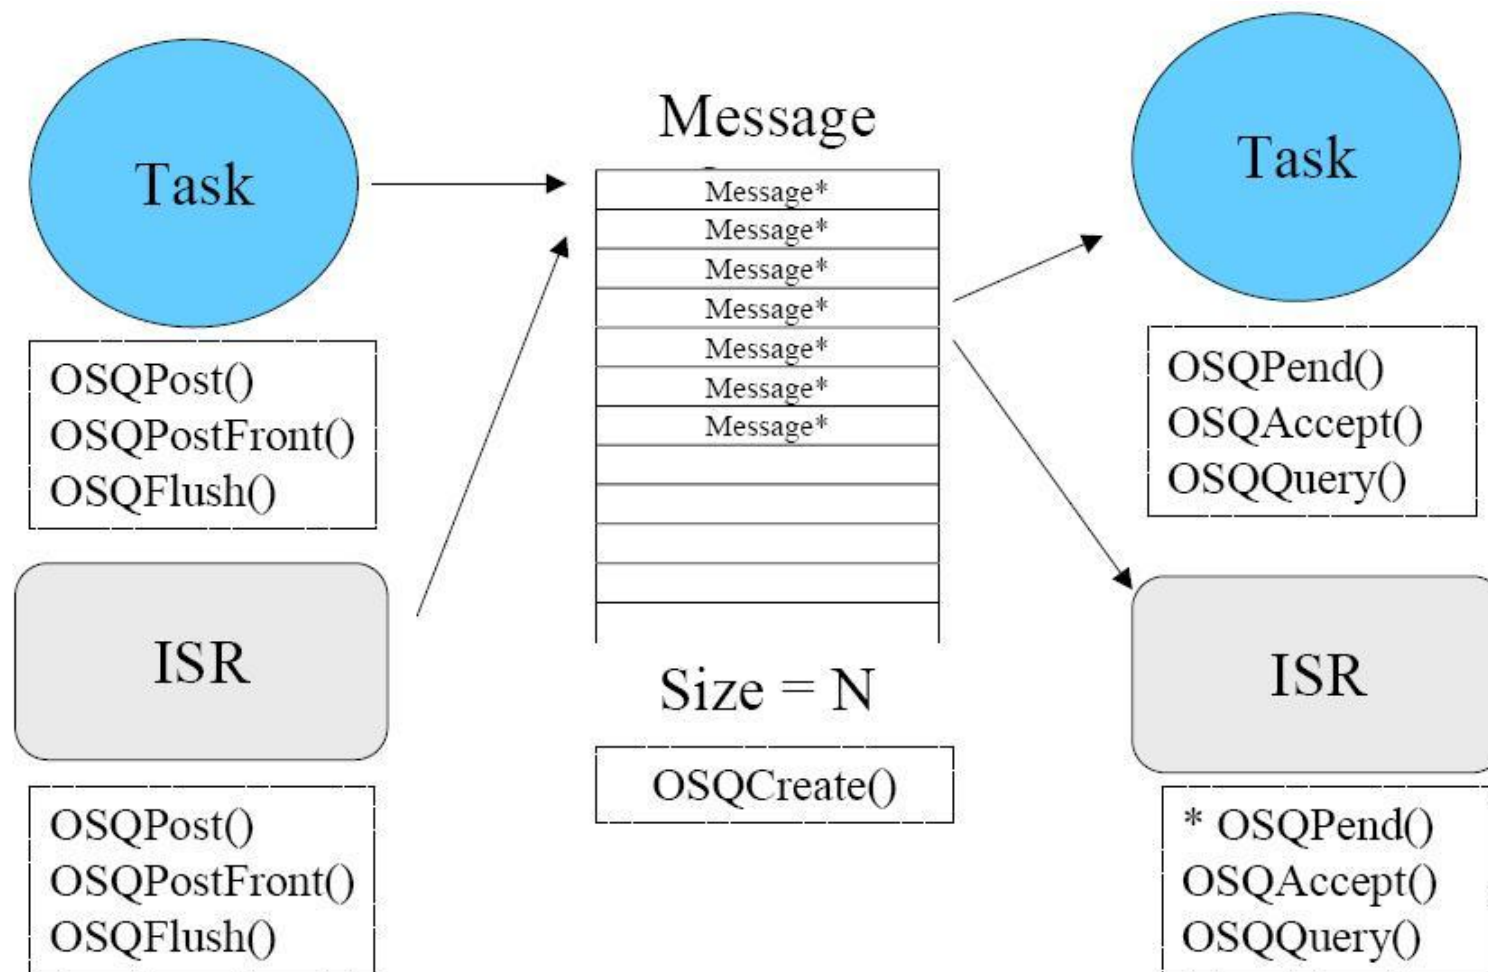 Task
OSQPost()
OSQPostFront()
OSQFlush()
ISR
OSQPost()
OSQPostFront()
OSQFlush()
Message
Message*
Message*
Message*
Message*
Message*
Message*
Message*
Size = N
OSQCreate()
Task
OSQPend()
OSQAccept()
OSQQuery()
ISR
* OSQPend()
OSQAccept()
OSQQuery()